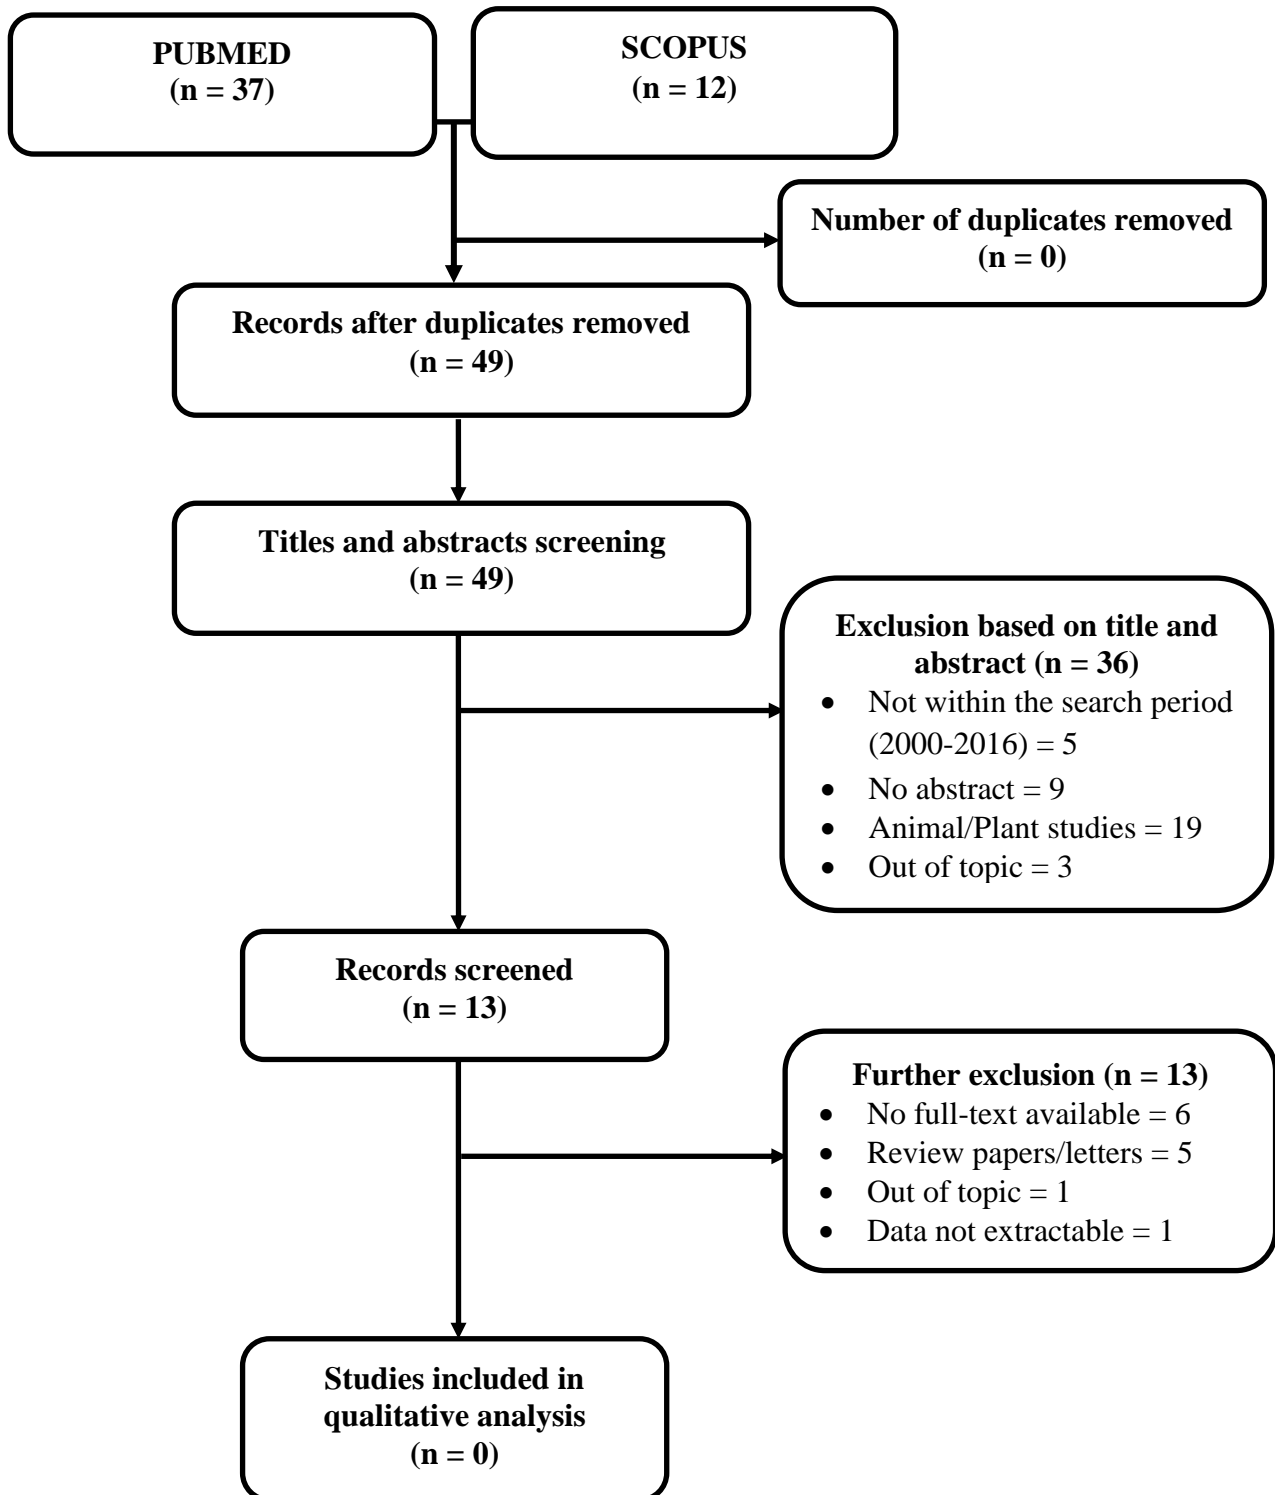 PUBMED
(n = 37)
SCOPUS
(n = 12)
Number of duplicates removed
(n = 0)
Records after duplicates removed
(n = 49)
Titles and abstracts screening
(n = 49)
Exclusion based on title and
abstract (n = 36)
• Not within the search period
(2000-2016) = 5
• No abstract = 9
• Animal/Plant studies = 19
• Out of topic = 3
Records screened
(n = 13)
Further exclusion (n = 13)
• No full-text available = 6
• Review papers/letters = 5
• Out of topic = 1
• Data not extractable = 1
Studies included in
qualitative analysis
(n = 0)